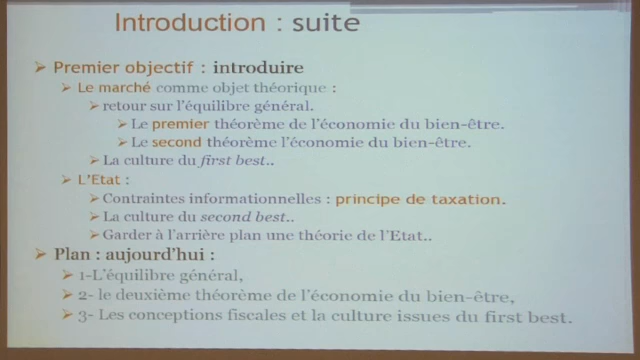 Introduction : suite
Premier objectif : introduire
Le marché comme objet théorique :
retour sur l'équilibre général.
Le premier théorème de l'économie du bien-être.
Le second théorème l'économie du bien-être.
La culture du first best..
L'Etat :
Contraintes informationnelles : principe de taxation.
La culture du second best..
Garder à l'arrière plan une théorie de l'Etat..
Plan : aujourd'hui :
1-L'équilibre général,
2- le deuxième théorème de l'économie du bien-être,
3- Les conceptions fiscales et la culture issues du first best.